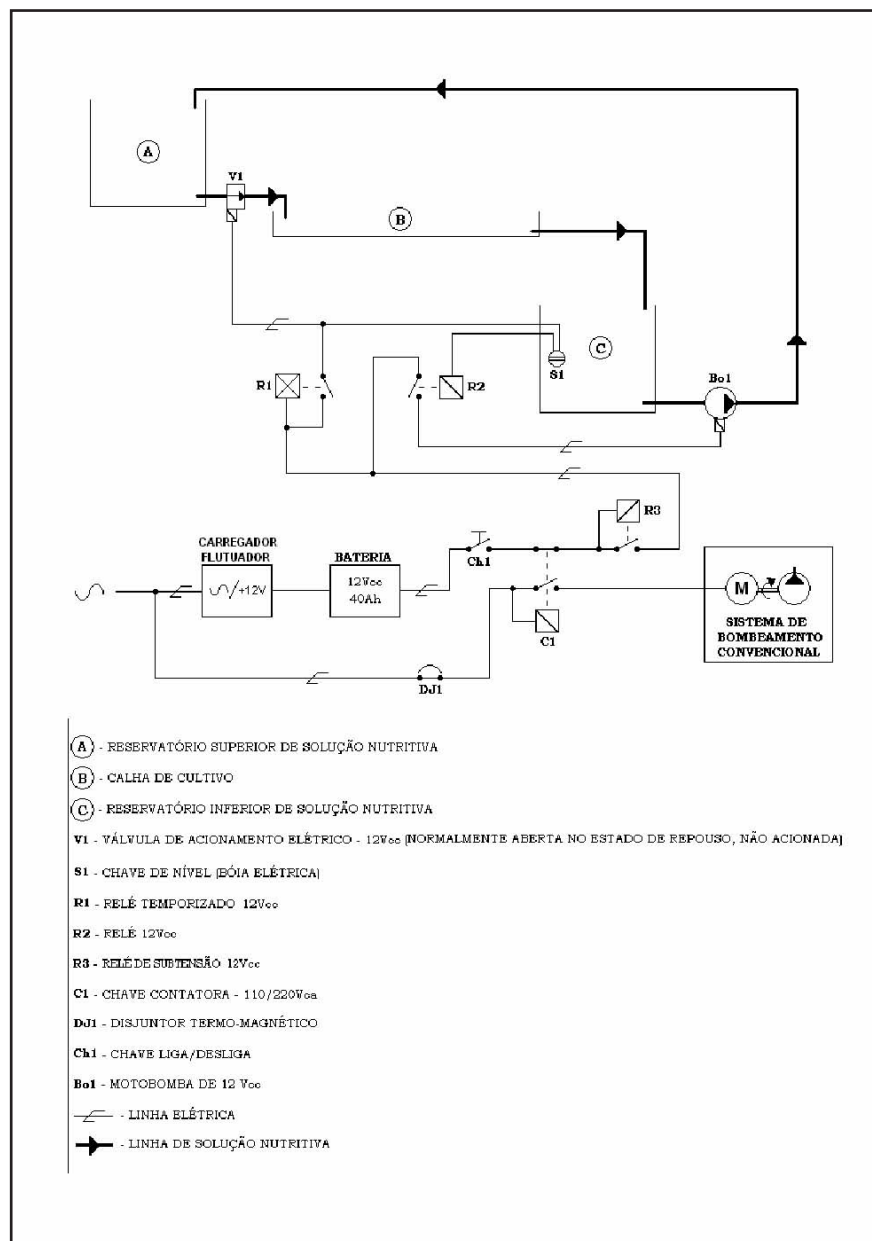 A
V1
B
C
S1
R1
R2
Bo1
R3
CARREGADOR
FLUTUADOR
BATERIA
Ch1
+12V
12Vcc
40Ah
M
C1
SISTEMA DE
BOMBEAMENTO
CONVENCIONAL
DJ1
A - RESERVATÓRIO SUPERIOR DE SOLUÇÃO NUTRITIVA
B - CALHA DE CULTIVO
C - RESERVATÓRIO INFERIOR DE SOLUÇÃO NUTRITIVA
V1 - VÁLVULA DE ACIONAMENTO ELÉTRICO - 12Vcc (NORMALMENTE ABERTA NO ESTADO DE REPOUSO, NÃO ACIONADA)
S1 - CHAVE DE NÍVEL (BÓIA ELÉTRICA)
R1 - RELÉ TEMPORIZADO 12Vcc
R2 - RELÉ 12Vcc
R3 - RELÉ DE SUBTENSÃO 12Vcc
C1 - CHAVE CONTATORA - 110/220Vca
DJ1 - DISJUNTOR TERMO-MAGNÉTICO
Ch1 - CHAVE LIGA/DESLIGA
Bo1 - MOTOBOMBA DE 12 Vcc
- LINHA ELÉTRICA
- LINHA DE SOLUÇÃO NUTRITIVA